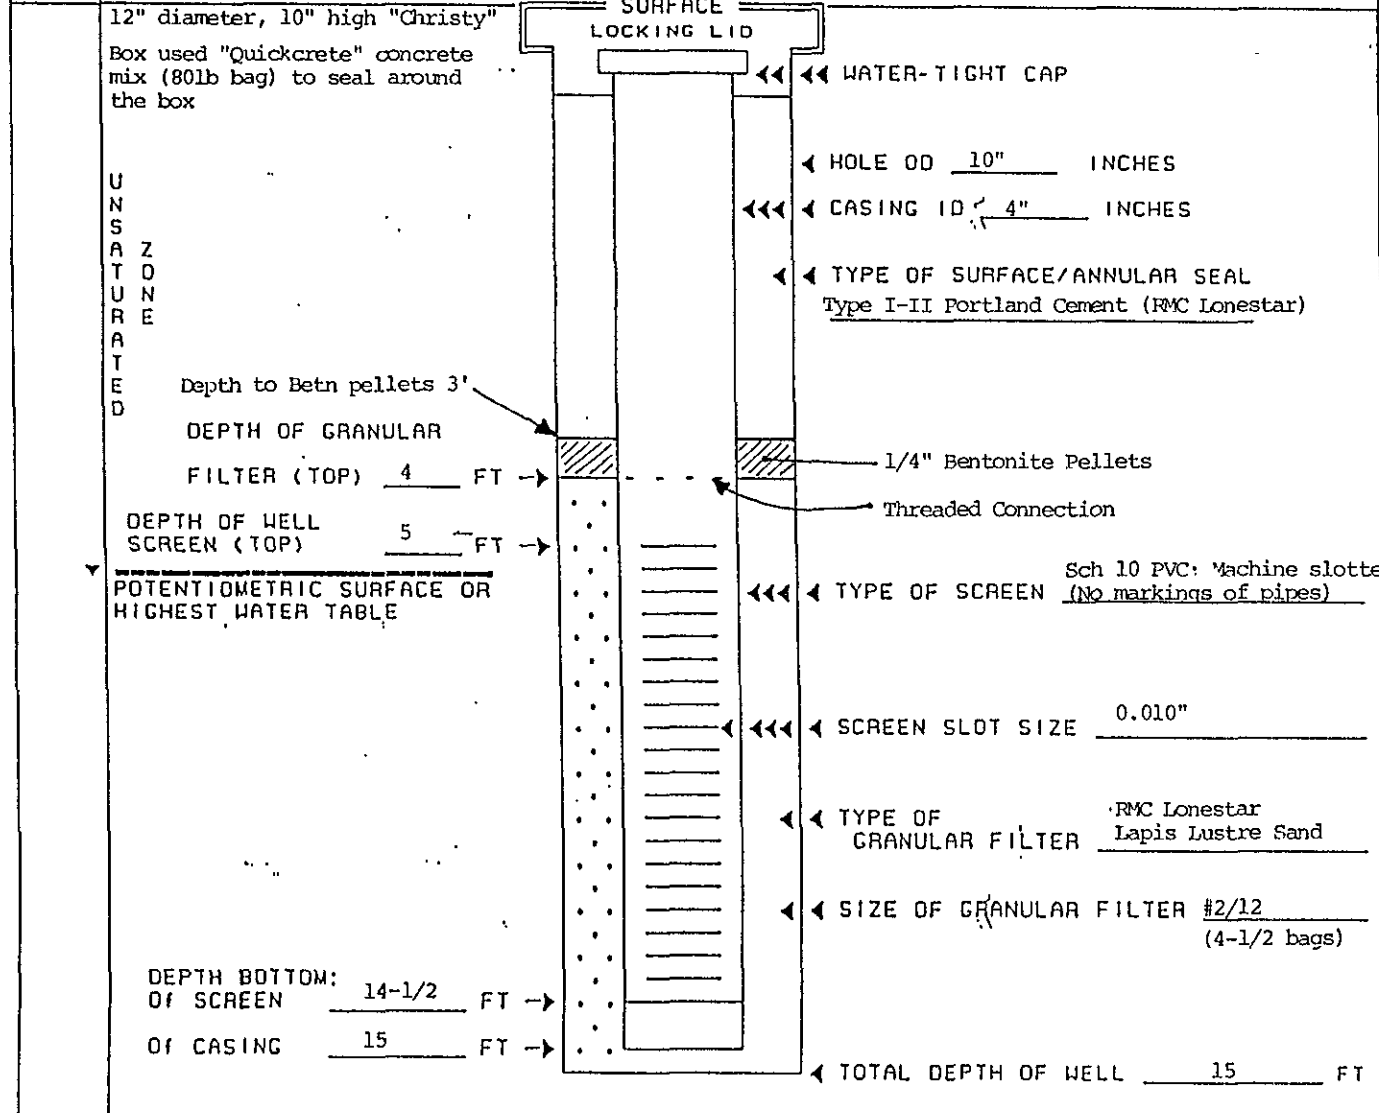 SURFACE
LOCKING LID
12" diameter, 10" high "Christy"
Box used "Quickcrete" concrete
mix (80lb bag) to seal around
the box
WATER-TIGHT CAP
HOLE OD 10" INCHES
CASING ID 4" INCHES
UNSATURATED
ZONE
TYPE OF SURFACE/ANNULAR SEAL
Type I-II Portland Cement (RMC Lonestar)
Depth to Betn pellets 3'
DEPTH OF GRANULAR
FILTER (TOP) 4 FT
1/4" Bentonite Pellets
Threaded Connection
DEPTH OF WELL
SCREEN (TOP) 5 FT
POTENTIOMETRIC SURFACE OR
HIGHEST WATER TABLE
Sch 10 PVC: Machine slotte
TYPE OF SCREEN (No markings of pipes)
SCREEN SLOT SIZE 0.010"
TYPE OF RMC Lonestar
GRANULAR FILTER Lapis Lustre Sand
SIZE OF GRANULAR FILTER #2/12
(4-1/2 bags)
DEPTH BOTTOM:
Of SCREEN 14-1/2 FT
Of CASING 15 FT
TOTAL DEPTH OF WELL 15 FT